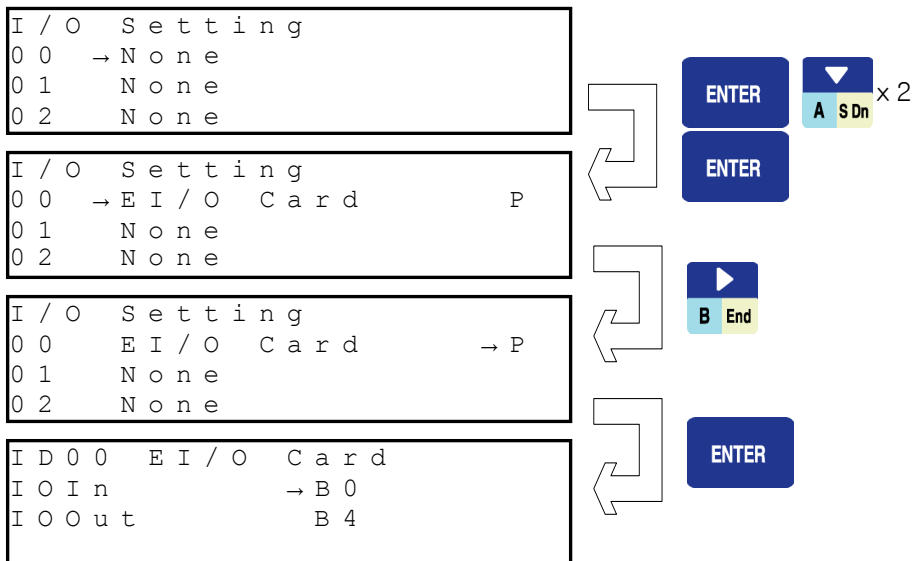 I/O Setting
00 →None
01 None
02 None
ENTER
A S Dn
x 2
ENTER
I/O Setting
00 →EI/O Card P
01 None
02 None
B End
I/O Setting
00 EI/O Card →P
01 None
02 None
ENTER
ID00 EI/O Card
IOIn →B0
IOOut B4